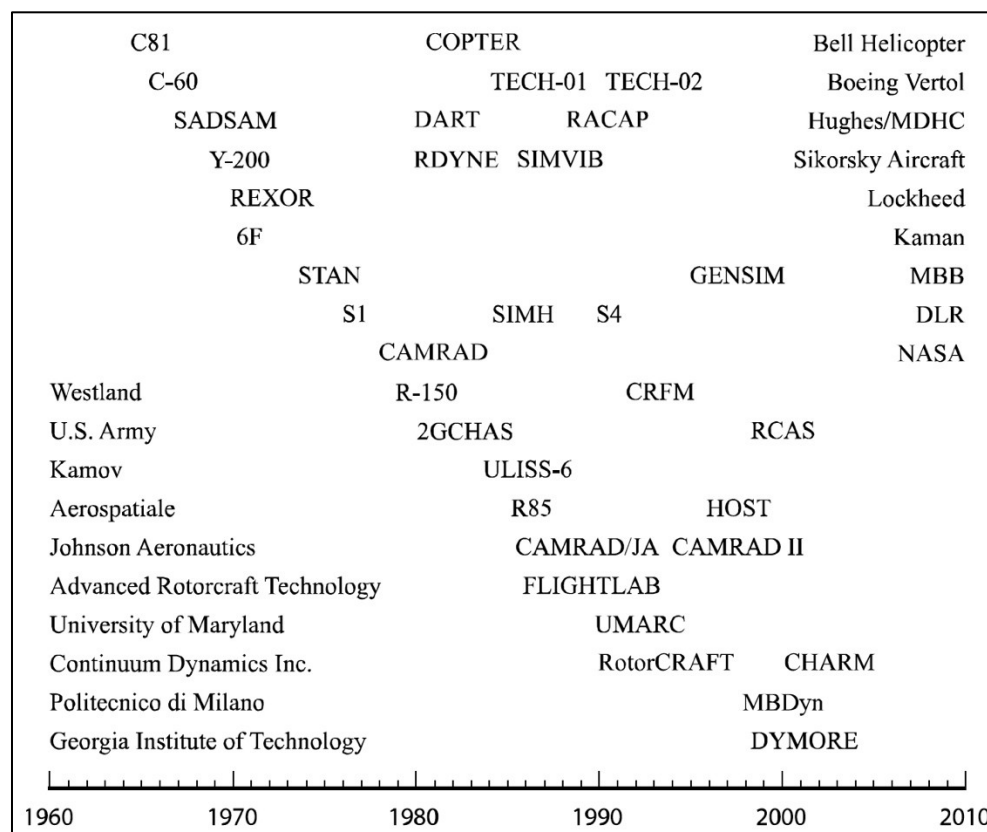 C81 COPTER Bell Helicopter
C-60 TECH-01 TECH-02 Boeing Vertol
SADSAM DART RACAP Hughes/MDHC
Y-200 RDYNE SIMVIB Sikorsky Aircraft
REXOR Lockheed
6F Kaman
STAN GENSIM MBB
S1 SIMH S4 DLR
CAMRAD NASA
Westland R-150 CRFM
U.S. Army 2GCHAS RCAS
Kamov ULISS-6
Aerospatiale R85 HOST
Johnson Aeronautics CAMRAD/JA CAMRAD II
Advanced Rotorcraft Technology FLIGHTLAB
University of Maryland UMARC
Continuum Dynamics Inc. RotorCRAFT CHARM
Politecnico di Milano MBDyn
Georgia Institute of Technology DYMORE
1960 1970 1980 1990 2000 2010